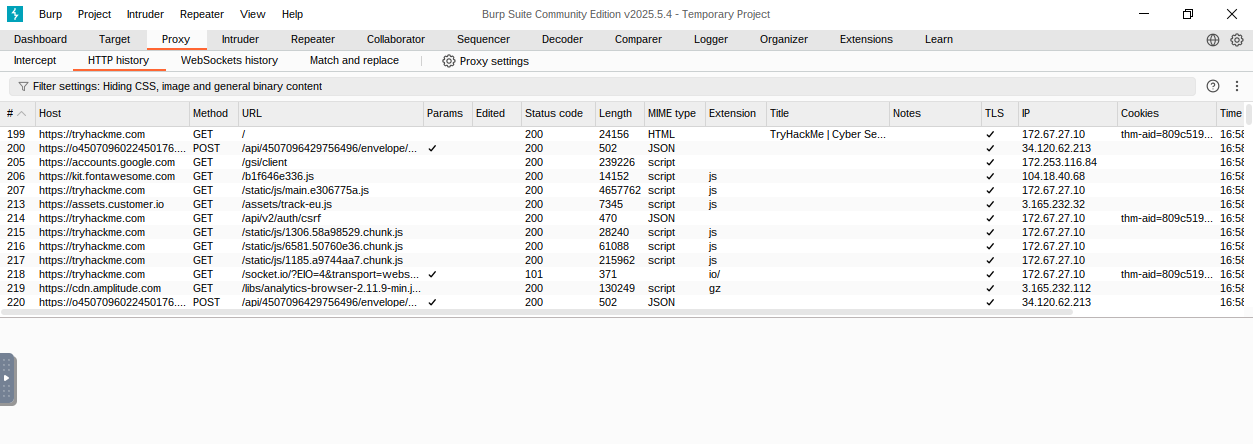 Burp Project Intruder Repeater View Help Burp Suite Community Edition v2025.5.4 - Temporary Project
Dashboard Target Proxy Intruder Repeater Collaborator Sequencer Decoder Comparer Logger Organizer Extensions Learn
Intercept HTTP history WebSockets history Match and replace Proxy settings
Filter settings: Hiding CSS, image and general binary content
# Host Method URL Params Edited Status code Length MIME type Extension Title Notes TLS IP Cookies Time
199 https://tryhackme.com GET / 200 24156 HTML TryHackMe | Cyber Se... ✓ 172.67.27.10 thm-aid=809c519... 16:58
200 https://o4507096022450176.... POST /api/4507096429756496/envelope/... ✓ 200 502 JSON ✓ 34.120.62.213 16:58
205 https://accounts.google.com GET /gsi/client 200 239226 script ✓ 172.253.116.84 16:58
206 https://kit.fontawesome.com GET /b1f646e336.js 200 14152 script js ✓ 104.18.40.68 16:58
207 https://tryhackme.com GET /static/js/main.e306775a.js 200 4657762 script js ✓ 172.67.27.10 16:58
213 https://assets.customer.io GET /assets/track-eu.js 200 7345 script js ✓ 3.165.232.32 16:58
214 https://tryhackme.com GET /api/v2/auth/csrf 200 470 JSON ✓ 172.67.27.10 thm-aid=809c519... 16:58
215 https://tryhackme.com GET /static/js/1306.58a98529.chunk.js 200 28240 script js ✓ 172.67.27.10 16:58
216 https://tryhackme.com GET /static/js/6581.50760e36.chunk.js 200 61088 script js ✓ 172.67.27.10 16:58
217 https://tryhackme.com GET /static/js/1185.a9744aa7.chunk.js 200 215962 script js ✓ 172.67.27.10 16:58
218 https://tryhackme.com GET /socket.io/?EIO=4&transport=webs... ✓ 101 371 io/ ✓ 172.67.27.10 thm-aid=809c519... 16:58
219 https://cdn.amplitude.com GET /libs/analytics-browser-2.11.9-min.j... 200 130249 script gz ✓ 3.165.232.112 16:58
220 https://o4507096022450176.... POST /api/4507096429756496/envelope/... ✓ 200 502 JSON ✓ 34.120.62.213 16:58